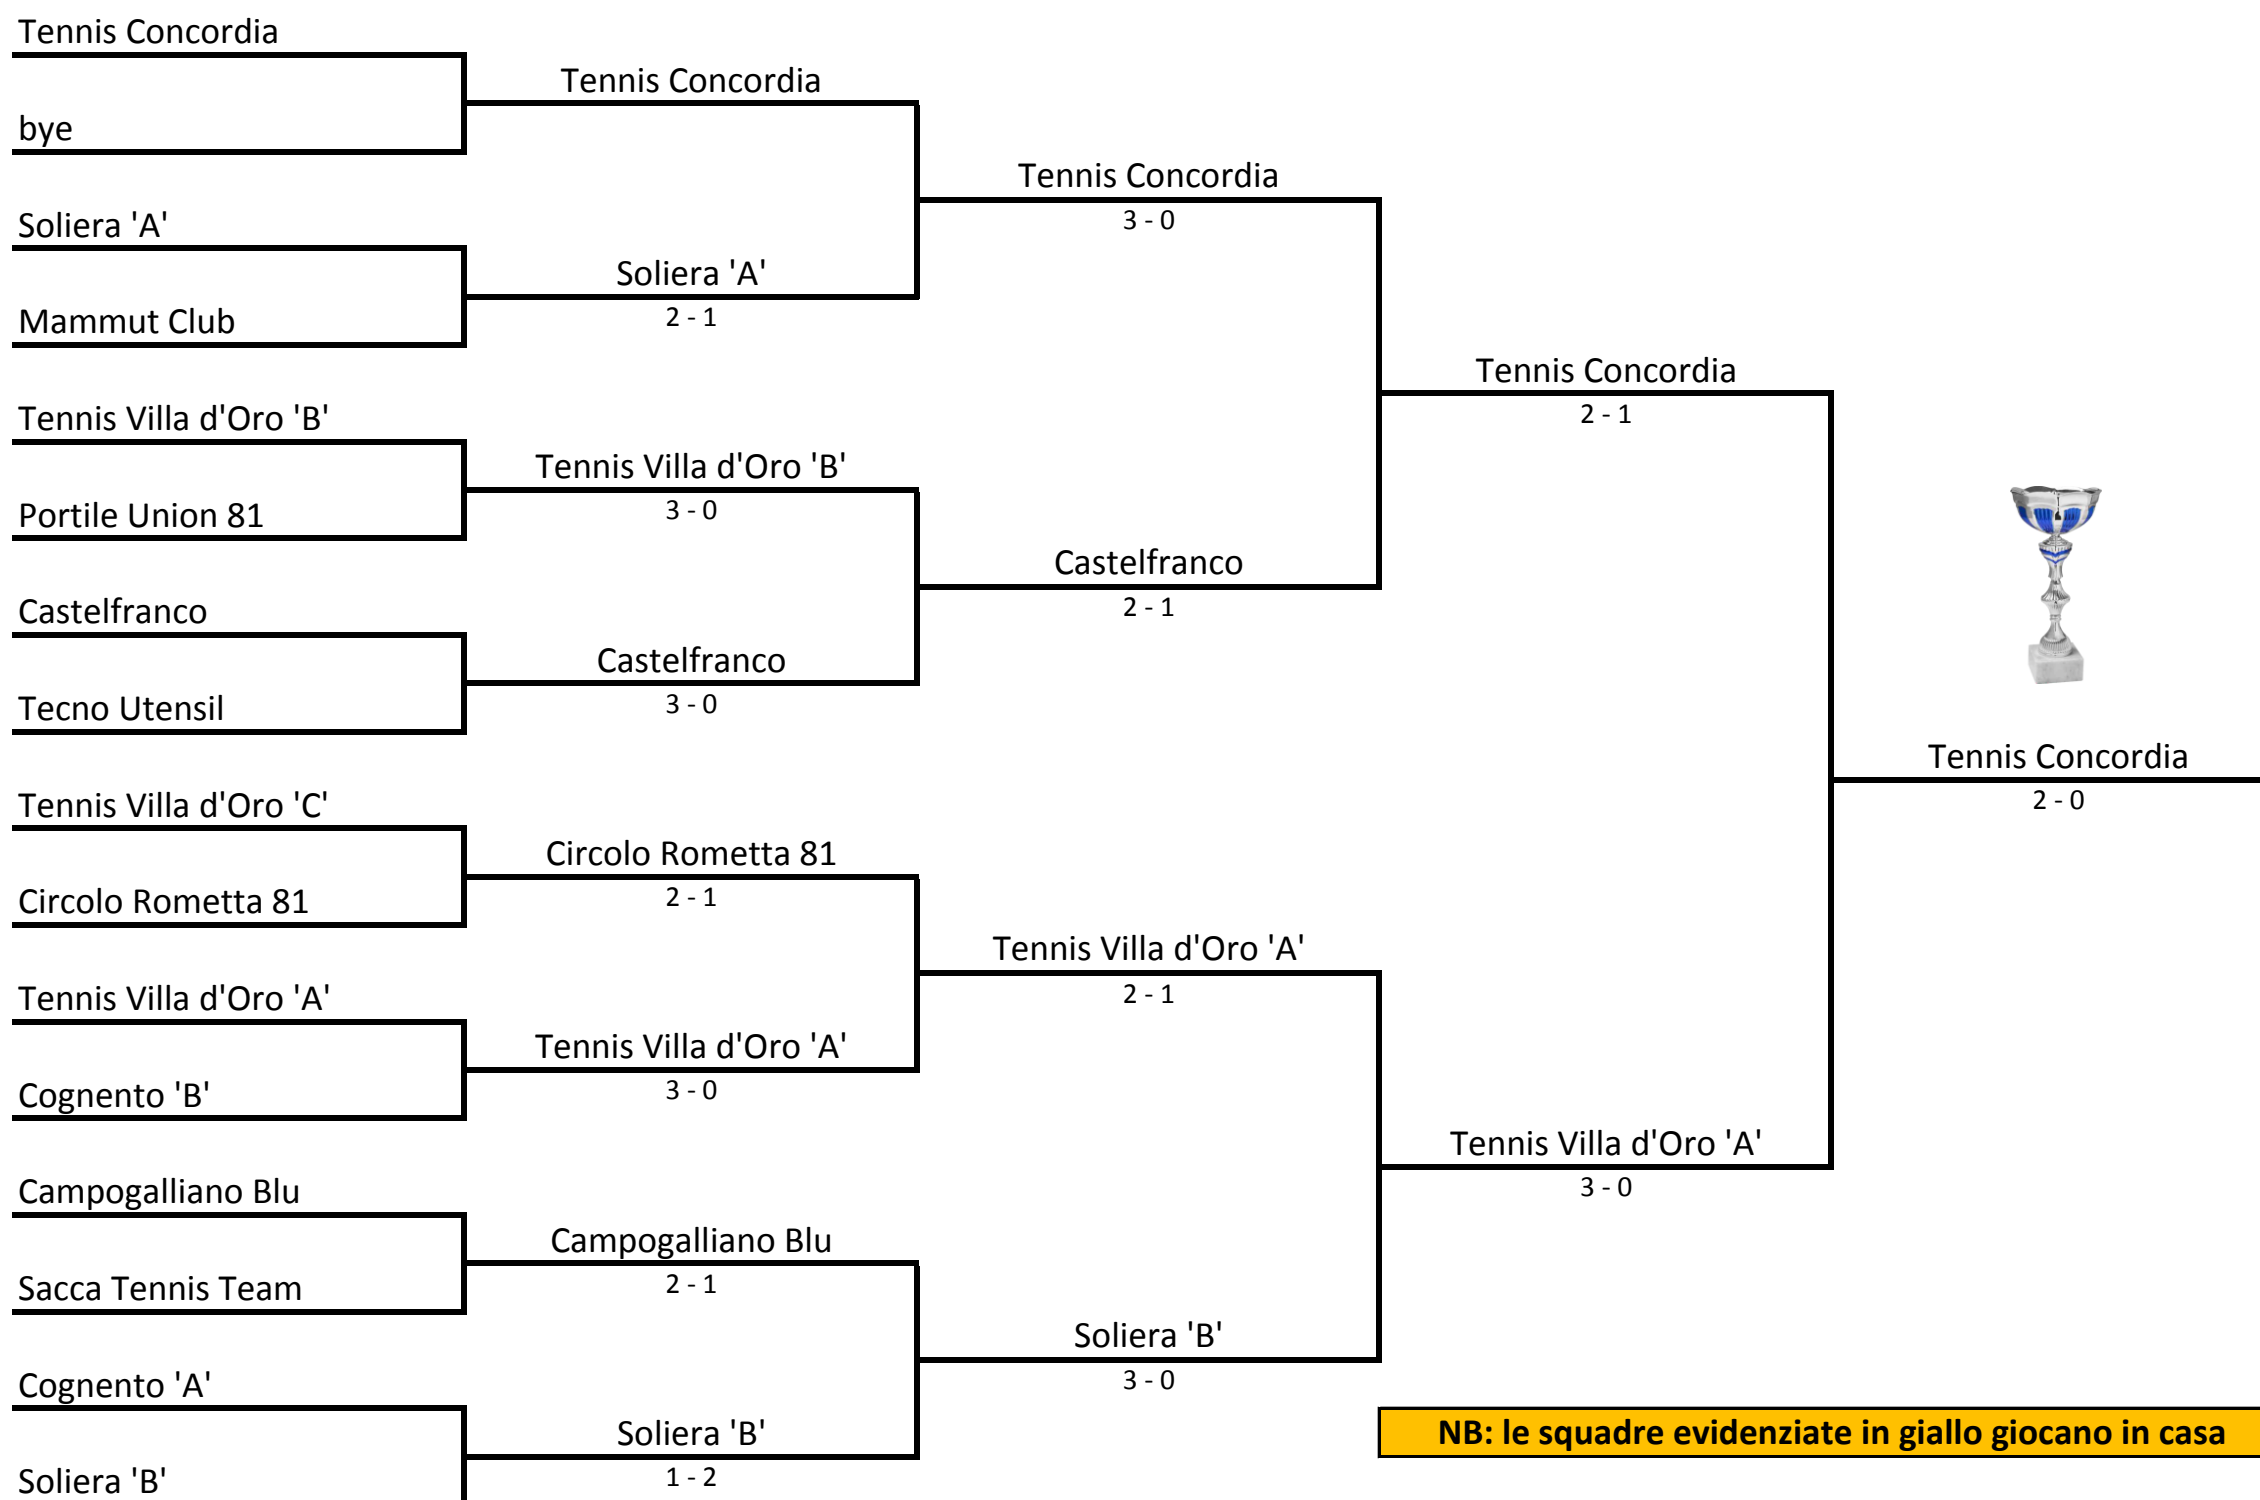 Tennis Concordia
bye
Soliera 'A'
Mammut Club
Tennis Villa d'Oro 'B'
Portile Union 81
Castelfranco
Tecno Utensil
Tennis Villa d'Oro 'C'
Circolo Rometta 81
Tennis Villa d'Oro 'A'
Cognento 'B'
Campogalliano Blu
Sacca Tennis Team
Cognento 'A'
Soliera 'B'
Tennis Concordia
Soliera 'A'
2 - 1
Tennis Villa d'Oro 'B'
3 - 0
Castelfranco
3 - 0
Circolo Rometta 81
2 - 1
Tennis Villa d'Oro 'A'
3 - 0
Campogalliano Blu
2 - 1
Soliera 'B'
1 - 2
Tennis Concordia
3 - 0
Castelfranco
2 - 1
Tennis Villa d'Oro 'A'
2 - 1
Soliera 'B'
3 - 0
Tennis Concordia
2 - 1
Tennis Villa d'Oro 'A'
3 - 0
Tennis Concordia
2 - 0
NB: le squadre evidenziate in giallo giocano in casa